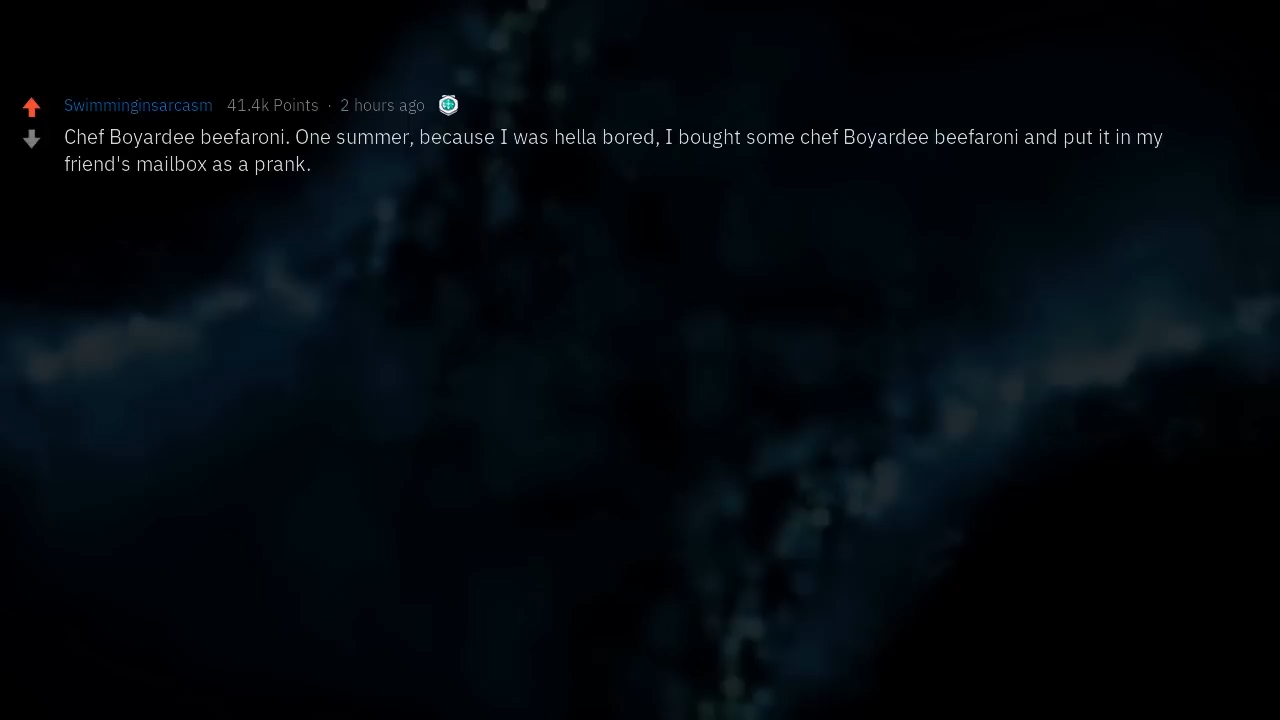 Swimminginsarcasm 41.4k Points · 2 hours ago
Chef Boyardee beefaroni. One summer, because I was hella bored, I bought some chef Boyardee beefaroni and put it in my
friend's mailbox as a prank.